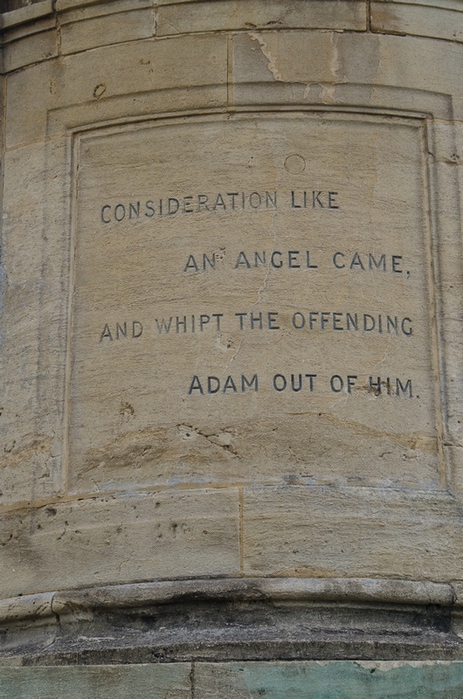 CONSIDERATION LIKE
AN ANGEL CAME,
AND WHIPT THE OFFENDING
ADAM OUT OF HIM.